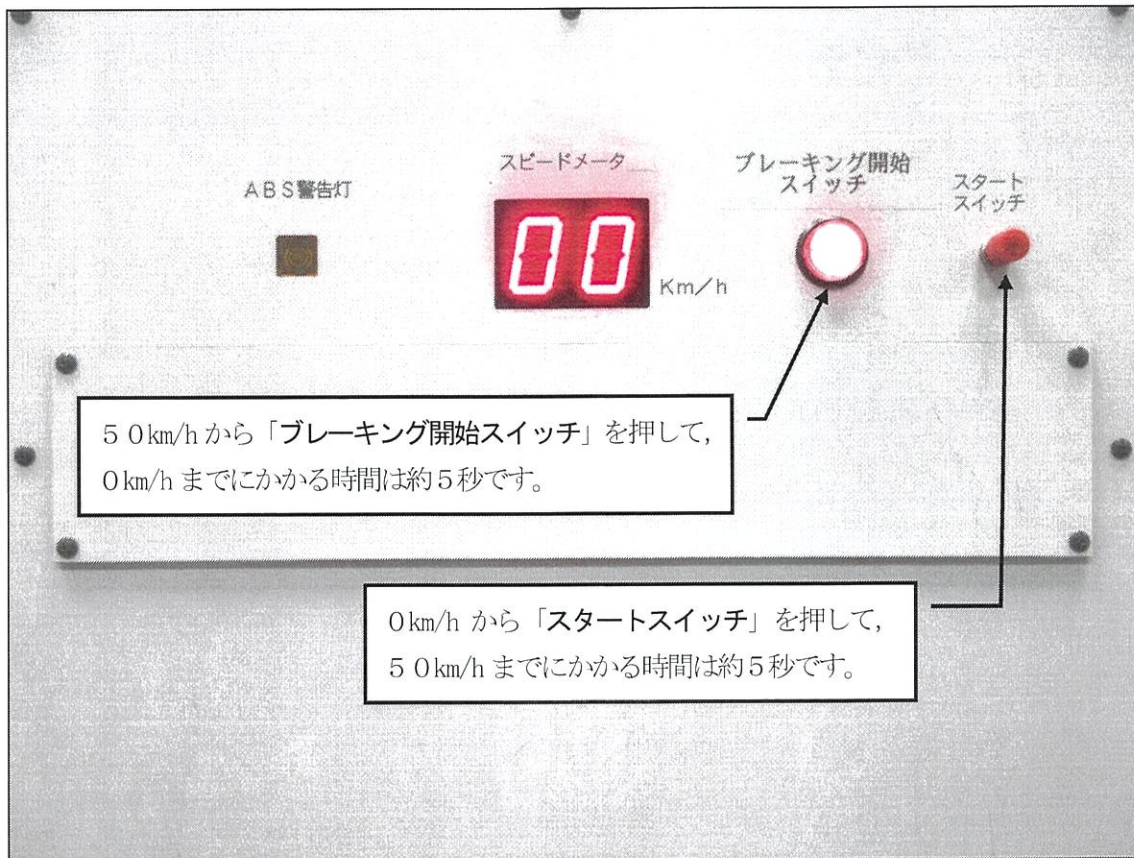 ABS警告灯
スピードメータ
00
Km/h
ブレーキング開始
スイッチ
スタート
スイッチ
50km/hから「ブレーキング開始スイッチ」を押して,
0km/hまでにかかる時間は約5秒です。
0km/hから「スタートスイッチ」を押して,
50km/hまでにかかる時間は約5秒です。